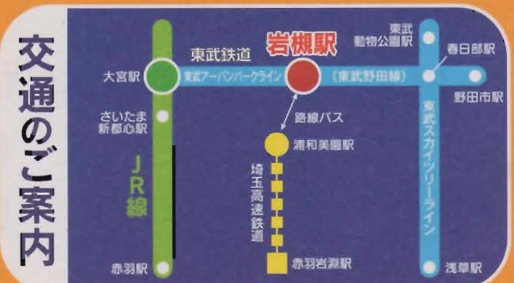 交通のご案内
東武鉄道
岩槻駅
東武
動物公園駅
春日部駅
大宮駅
東武アーバンパークライン
（東武野田線）
野田市駅
さいたま
新都心駅
路線バス
浦和美園駅
JR線
埼玉高速鉄道
東武スカイツリーライン
赤羽駅
赤羽岩淵駅
浅草駅